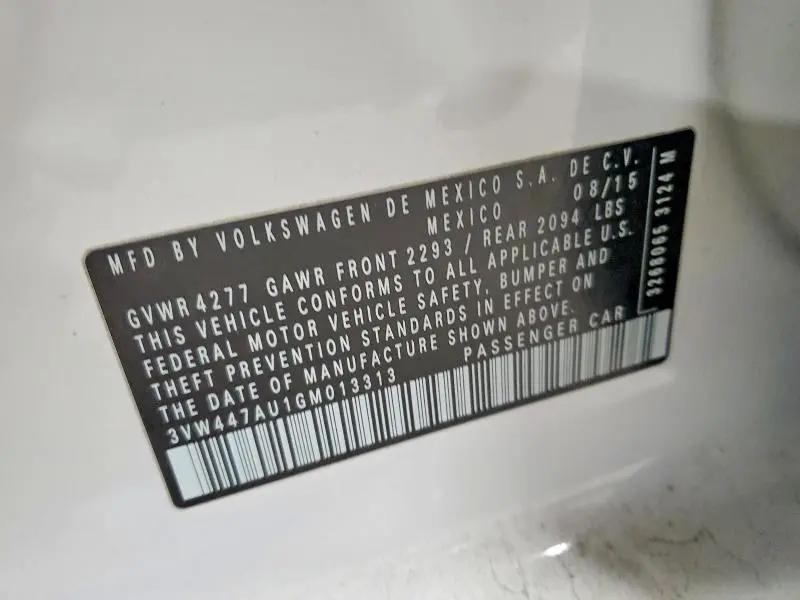 MFD BY VOLKSWAGEN DE MEXICO S.A. DE C.V.
MEXICO 08/15
GVWR 4277 GAWR FRONT 2293 / REAR 2094 LBS
THIS VEHICLE CONFORMS TO ALL APPLICABLE U.S.
FEDERAL MOTOR VEHICLE SAFETY, BUMPER AND
THEFT PREVENTION STANDARDS IN EFFECT ON
THE DATE OF MANUFACTURE SHOWN ABOVE.
3VW447AU1GM013313 PASSENGER CAR
3266065 3124 M